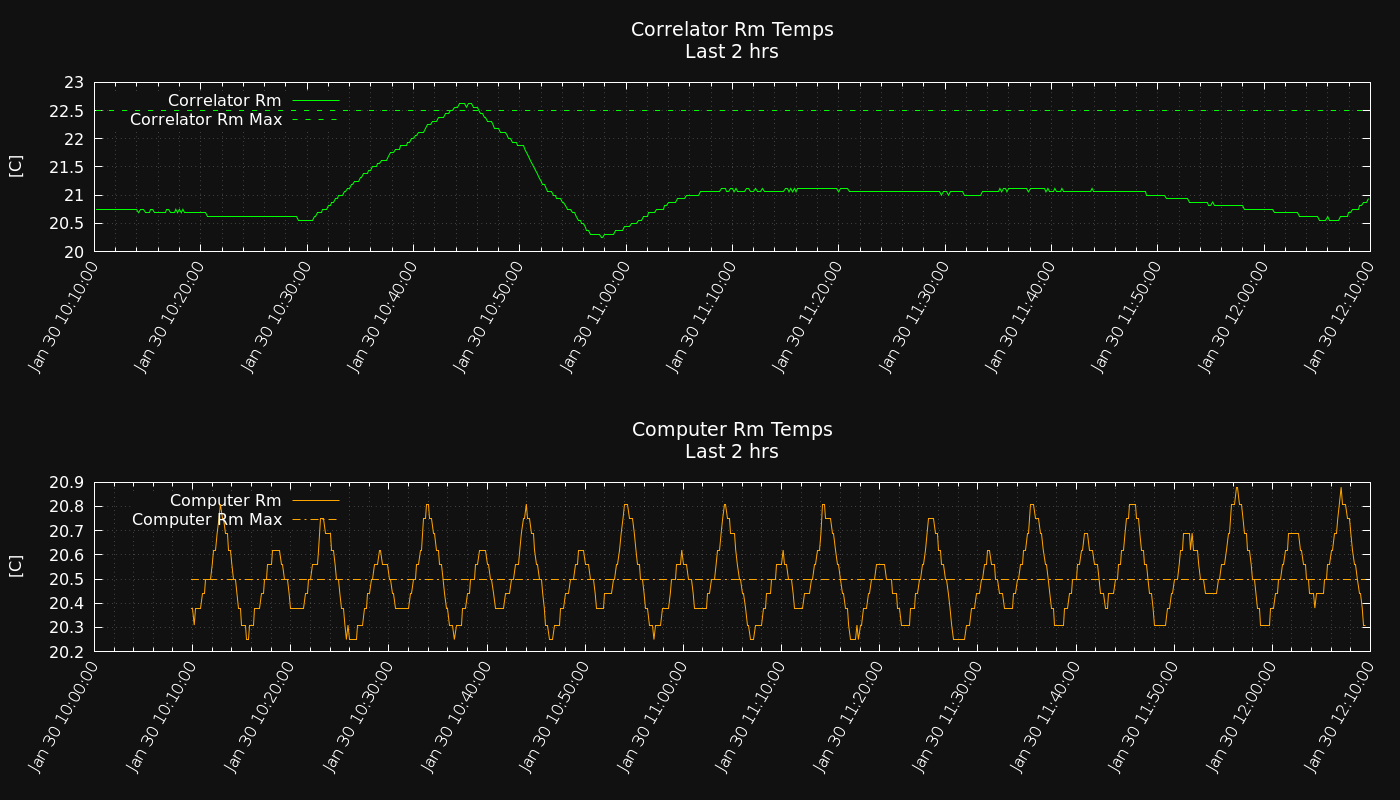 Correlator Rm Temps
Last 2 hrs
23
22.5
22
21.5
21
20.5
20
[C]
Correlator Rm
Correlator Rm Max
Jan 30 10:10:00
Jan 30 10:20:00
Jan 30 10:30:00
Jan 30 10:40:00
Jan 30 10:50:00
Jan 30 11:00:00
Jan 30 11:10:00
Jan 30 11:20:00
Jan 30 11:30:00
Jan 30 11:40:00
Jan 30 11:50:00
Jan 30 12:00:00
Jan 30 12:10:00
Computer Rm Temps
Last 2 hrs
20.9
20.8
20.7
20.6
20.5
20.4
20.3
20.2
[C]
Computer Rm
Computer Rm Max
Jan 30 10:00:00
Jan 30 10:10:00
Jan 30 10:20:00
Jan 30 10:30:00
Jan 30 10:40:00
Jan 30 10:50:00
Jan 30 11:00:00
Jan 30 11:10:00
Jan 30 11:20:00
Jan 30 11:30:00
Jan 30 11:40:00
Jan 30 11:50:00
Jan 30 12:00:00
Jan 30 12:10:00